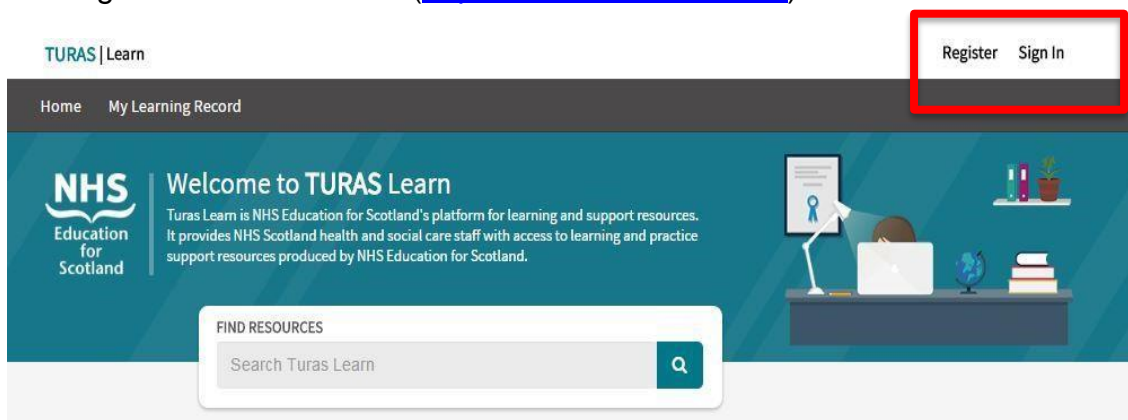 TURAS | Learn
Register Sign In
Home My Learning Record
NHS
Education
for
Scotland
Welcome to TURAS Learn
Turas Learn is NHS Education for Scotland's platform for learning and support resources.
It provides NHS Scotland health and social care staff with access to learning and practice
support resources produced by NHS Education for Scotland.
FIND RESOURCES
Search Turas Learn